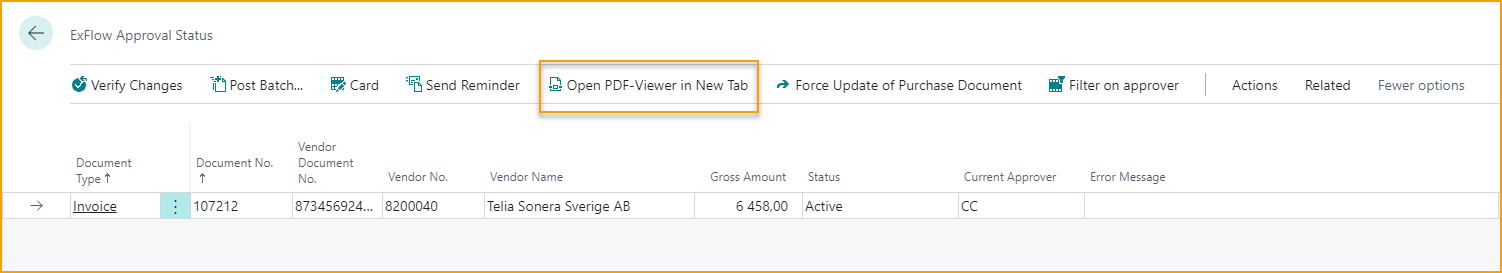 ExFlow Approval Status
Verify Changes Post Batch... Card Send Reminder Open PDF-Viewer in New Tab Force Update of Purchase Document Filter on approver Actions Related Fewer options
Document Type ↑ Document No. ↑ Vendor Document No. Vendor No. Vendor Name Gross Amount Status Current Approver Error Message
Invoice 107212 873456924... 8200040 Telia Sonera Sverige AB 6 458,00 Active CC